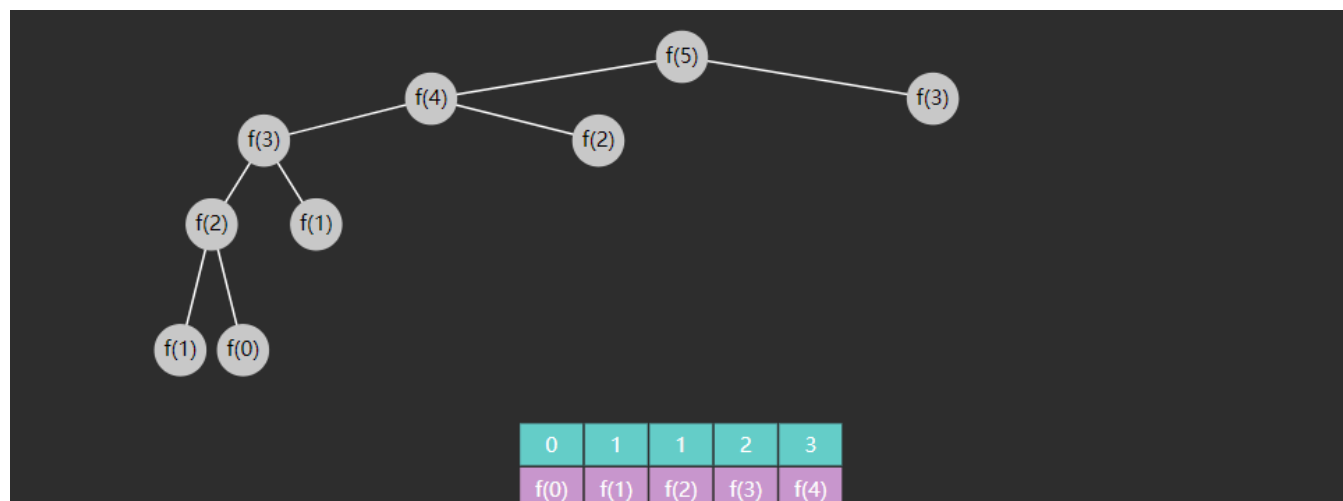 f(5)
f(4) f(3)
f(3) f(2)
f(2) f(1)
f(1) f(0)
0 1 1 2 3
f(0) f(1) f(2) f(3) f(4)